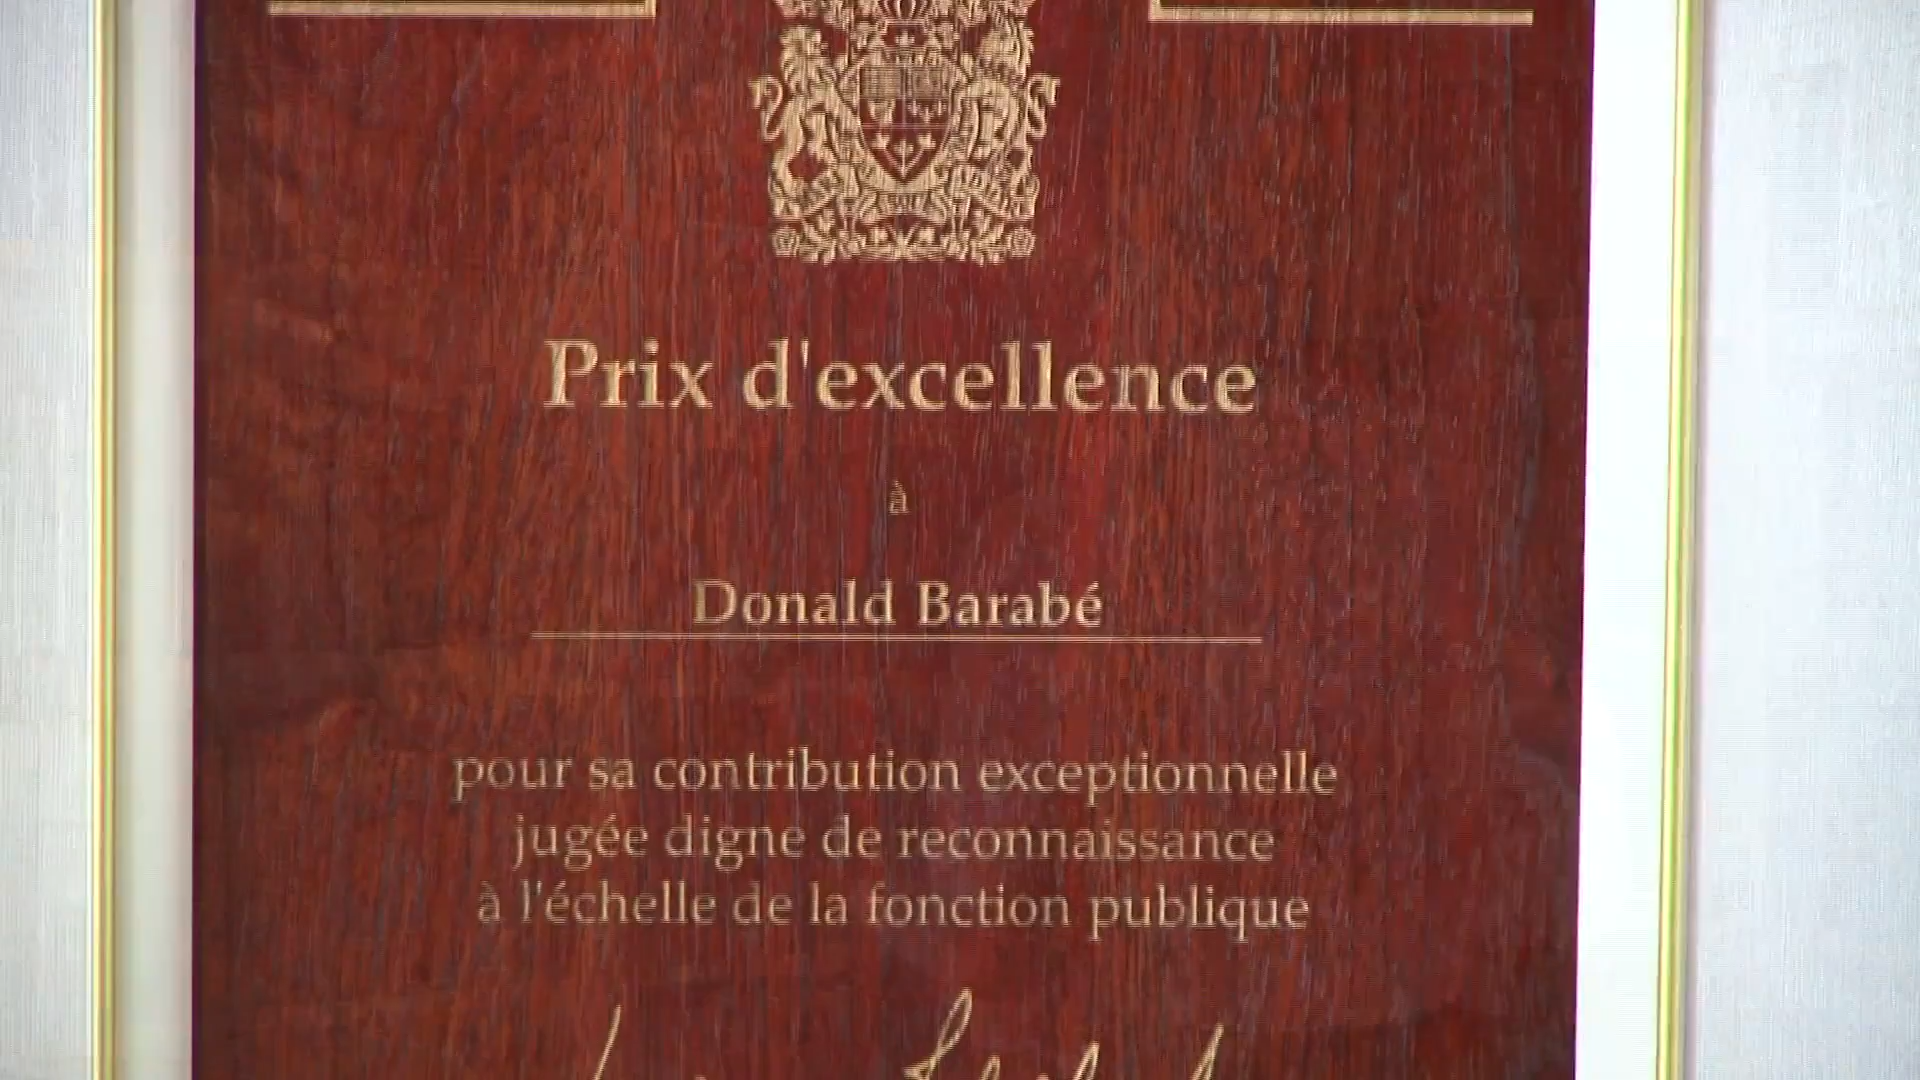 Prix d'excellence
à
Donald Barabé
pour sa contribution exceptionnelle
jugée digne de reconnaissance
à l'échelle de la fonction publique